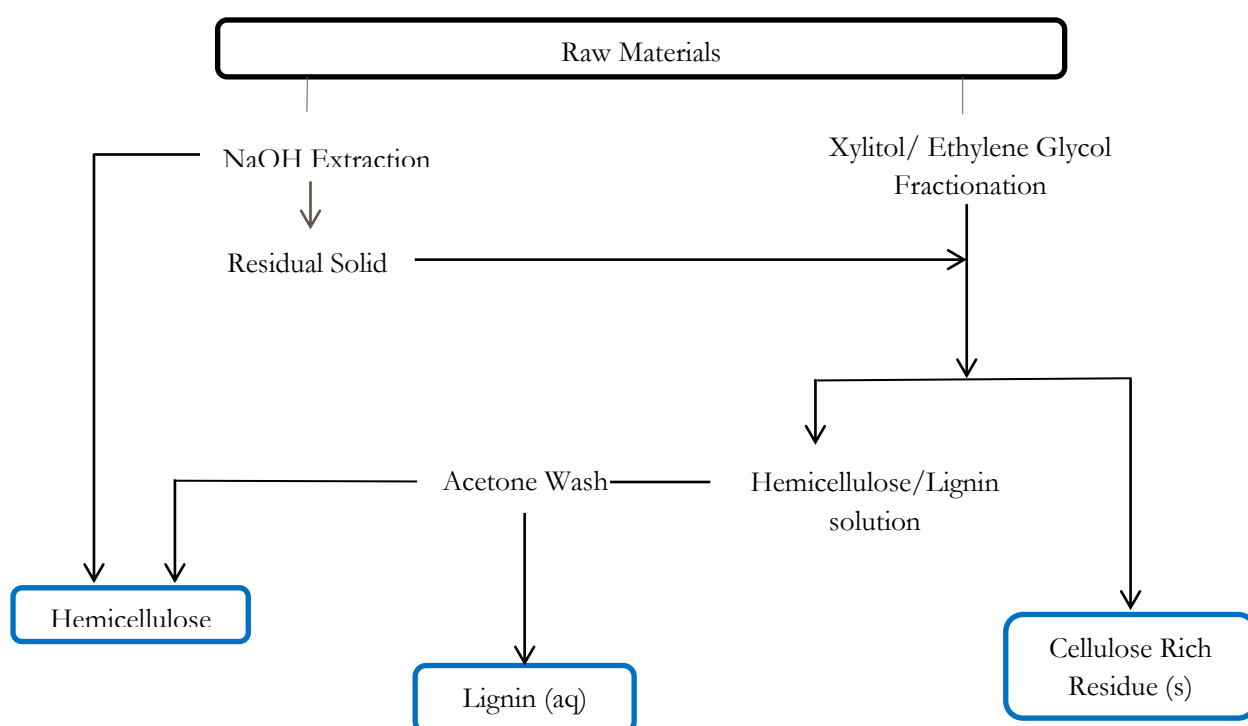 Raw Materials
NaOH Extraction
Xylitol/ Ethylene Glycol
Fractionation
Residual Solid
Acetone Wash
Hemicellulose/Lignin
solution
Hemicellulose
Lignin (aq)
Cellulose Rich
Residue (s)